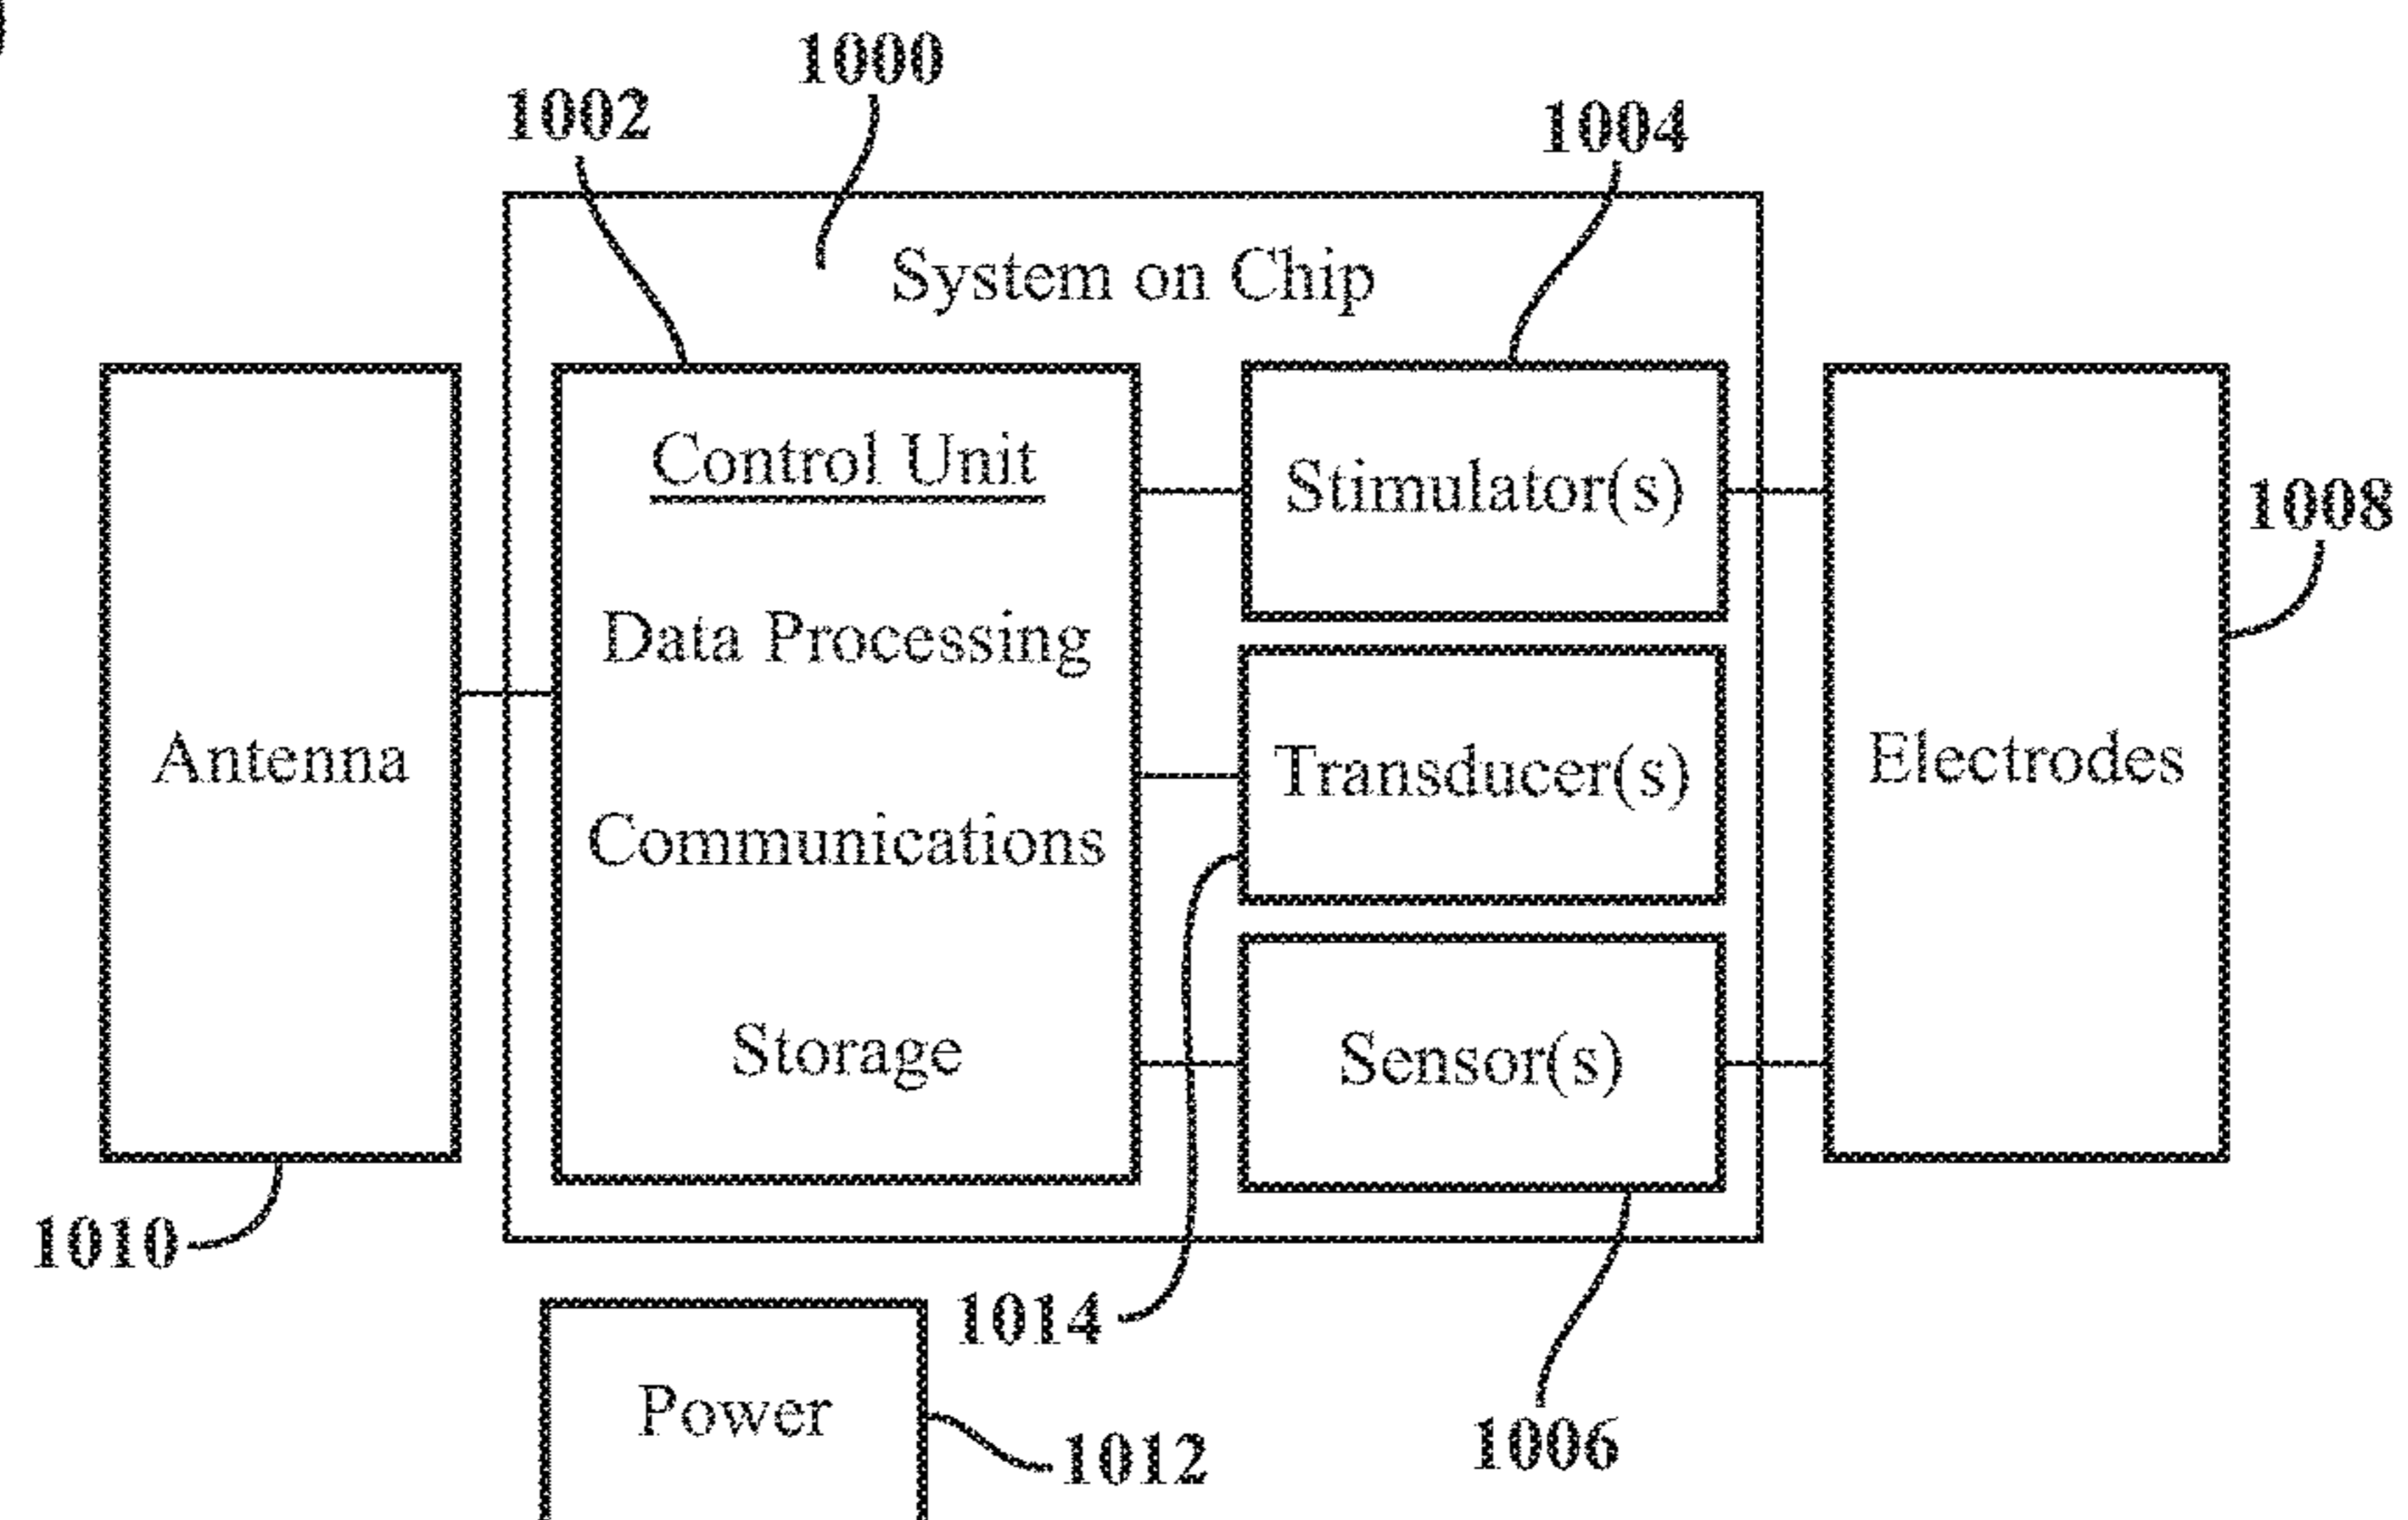 1000
1002
1004
System on Chip
Control Unit
Stimulator(s)
1008
Data Processing
Antenna
Transducer(s)
Electrodes
Communications
Storage
Sensor(s)
1010
1014
Power
1012
1006